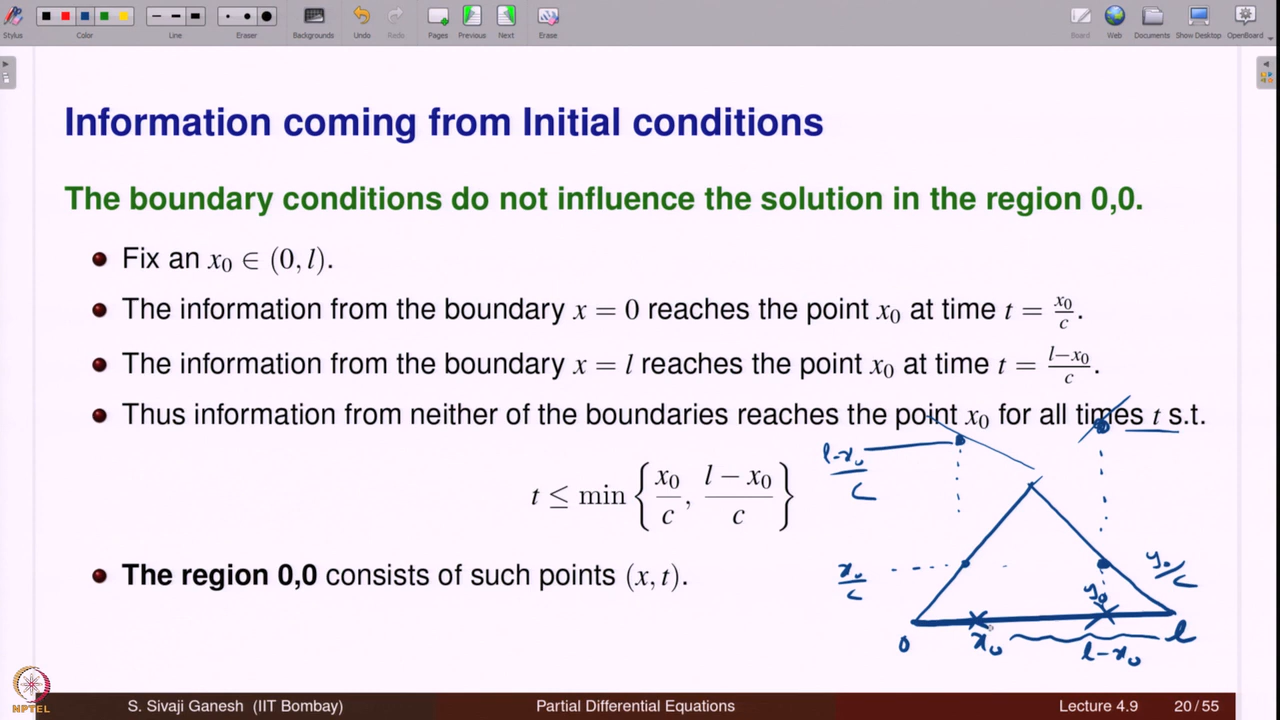 Stylus
Color
Line
Eraser
Backgrounds
Undo
Redo
Pages
Previous
Next
Erase
Board
Web
Documents
Show Desktop
OpenBoard
Information coming from Initial conditions
The boundary conditions do not influence the solution in the region 0,0.
Fix an x₀ ∈ (0, l).
The information from the boundary x = 0 reaches the point x₀ at time t = x₀/c.
The information from the boundary x = l reaches the point x₀ at time t = (l−x₀)/c.
Thus information from neither of the boundaries reaches the point x₀ for all times t s.t.
t ≤ min { x₀/c, (l − x₀)/c }
The region 0,0 consists of such points (x, t).
(l-x₀)/c
x₀/c
y₀/c
y₀
0
x₀
l-x₀
l
NPTEL
S. Sivaji Ganesh (IIT Bombay)
Partial Differential Equations
Lecture 4.9
20 / 55